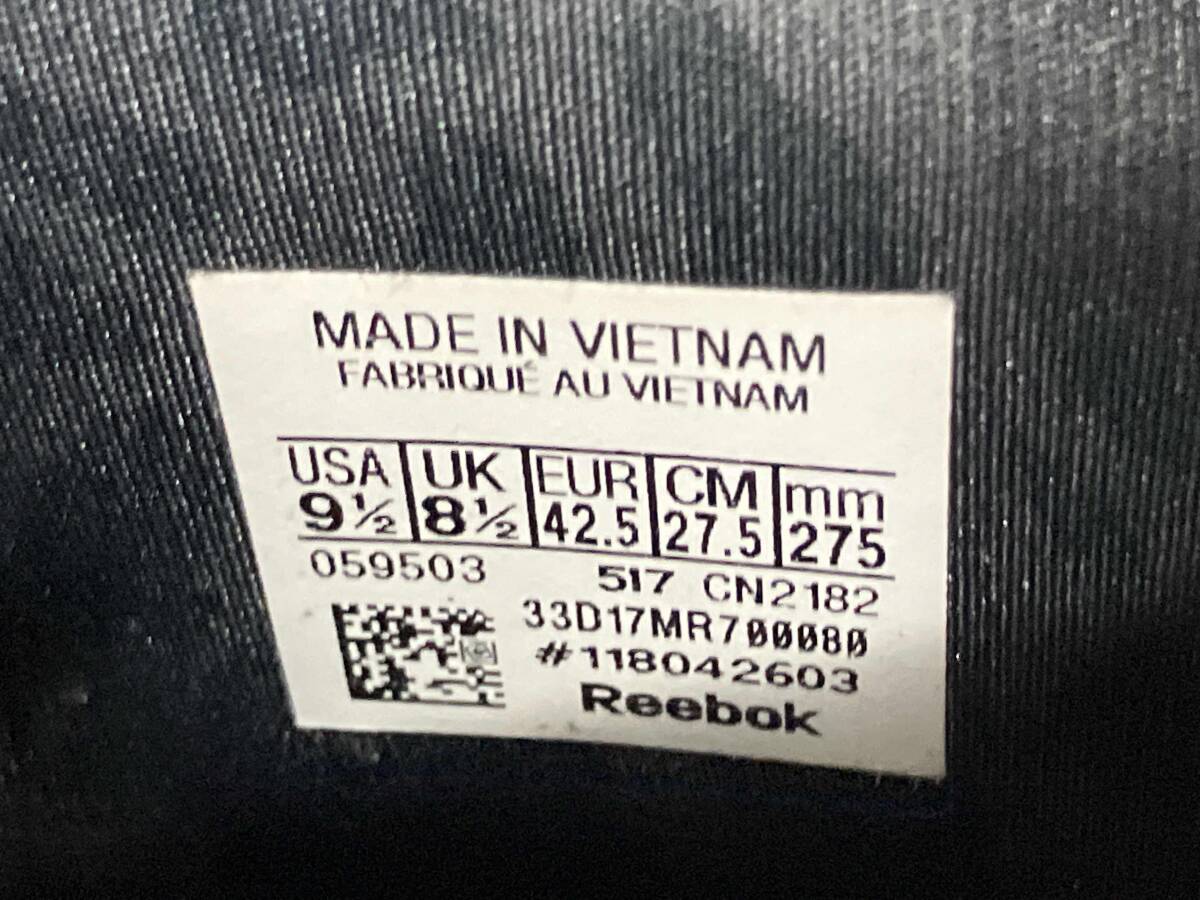 MADE IN VIETNAM
FABRIQUÉ AU VIETNAM
USA UK EUR CM mm
9½ 8½ 42.5 27.5 275
059503 517 CN2182
33D17MR700080
#118042603
Reebok